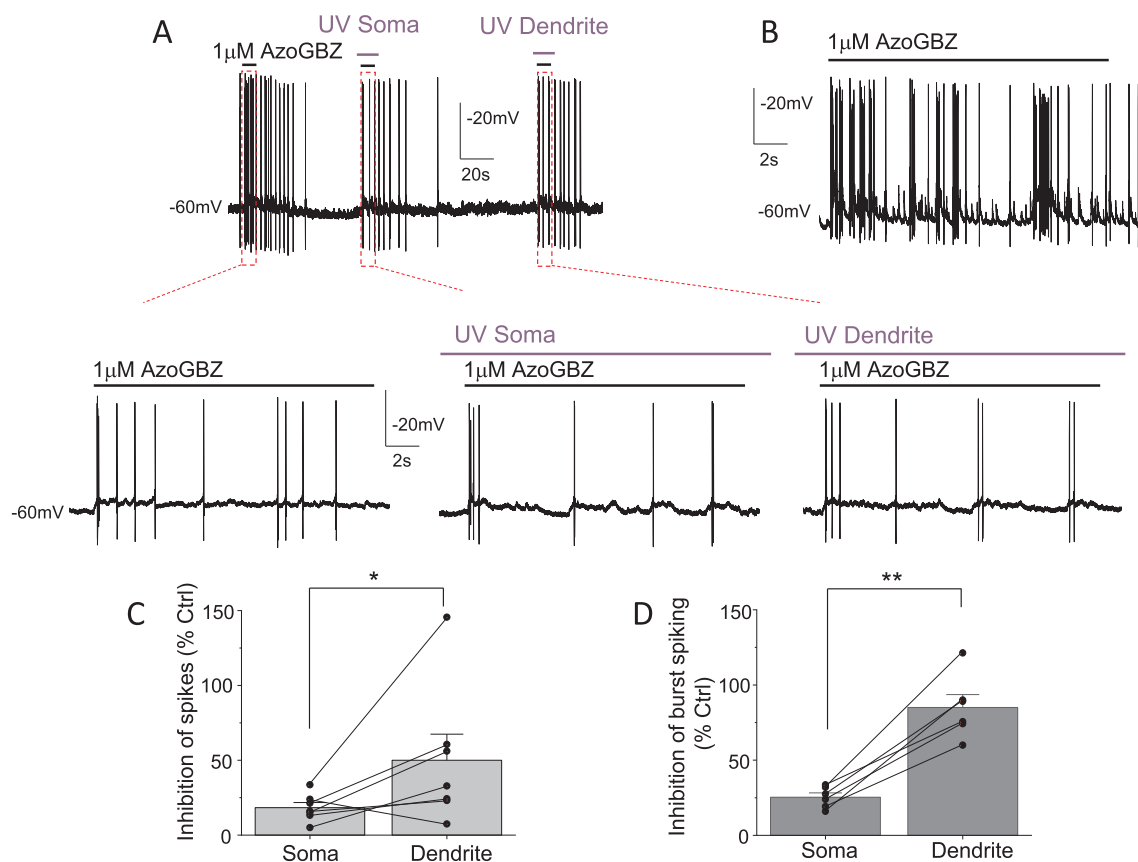 A
UV Soma
UV Dendrite
1μM AzoGBZ
-20mV
20s
-60mV
B
1μM AzoGBZ
-20mV
2s
-60mV
UV Soma
UV Dendrite
1μM AzoGBZ
1μM AzoGBZ
1μM AzoGBZ
-20mV
2s
-60mV
C
*
Inhibition of spikes (% Ctrl)
150
100
50
0
Soma
Dendrite
D
**
Inhibition of burst spiking
(% Ctrl)
150
100
50
0
Soma
Dendrite